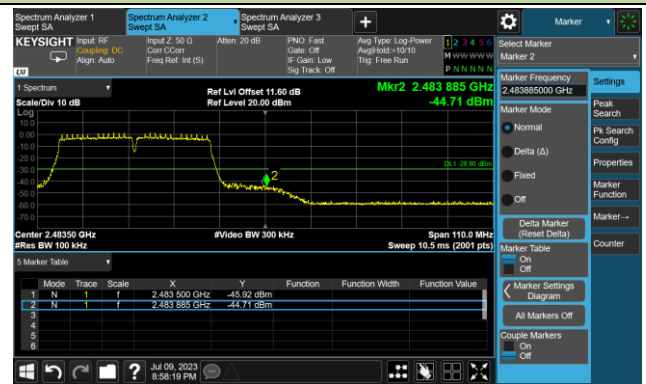 Spectrum Analyzer 1
Swept SA
Spectrum Analyzer 2
Swept SA
Spectrum Analyzer 3
Swept SA
+
Marker
KEYSIGHT
Input: RF
Coupling: DC
Align: Auto
Input Z: 50 Ω
Corr CCorr
Freq Ref: Int (S)
Atten: 20 dB
PNO: Fast
Gate: Off
IF Gain: Low
Sig Track: Off
Avg Type: Log-Power
Avg|Hold:>10/10
Trig: Free Run
1 2 3 4 5 6
M W W W W W
P N N N N N
LXI
Select Marker
Marker 2
1 Spectrum
Scale/Div 10 dB
Log
Ref Lvl Offset 11.60 dB
Ref Level 20.00 dBm
Mkr2 2.483 885 GHz
-44.71 dBm
10.0
0.00
-10.0
-20.0
-30.0
-40.0
-50.0
-60.0
-70.0
2
Center 2.48350 GHz
#Res BW 100 kHz
#Video BW 300 kHz
Span 110.0 MHz
Sweep 10.5 ms (2001 pts)
5 Marker Table
Mode Trace Scale X Y Function Function Width Function Value
1 N 1 f 2.483 500 GHz -45.92 dBm
2 N 1 f 2.483 885 GHz -44.71 dBm
3
4
5
6
Marker Frequency
2.483885000 GHz
Marker Mode
Normal
Delta (Δ)
Fixed
Off
Delta Marker
(Reset Delta)
Marker Table
On
Off
Marker Settings
Diagram
All Markers Off
Couple Markers
On
Off
Settings
Peak
Search
Pk Search
Config
Properties
Marker
Function
Marker→
Counter
?
Jul 09, 2023
8:58:19 PM